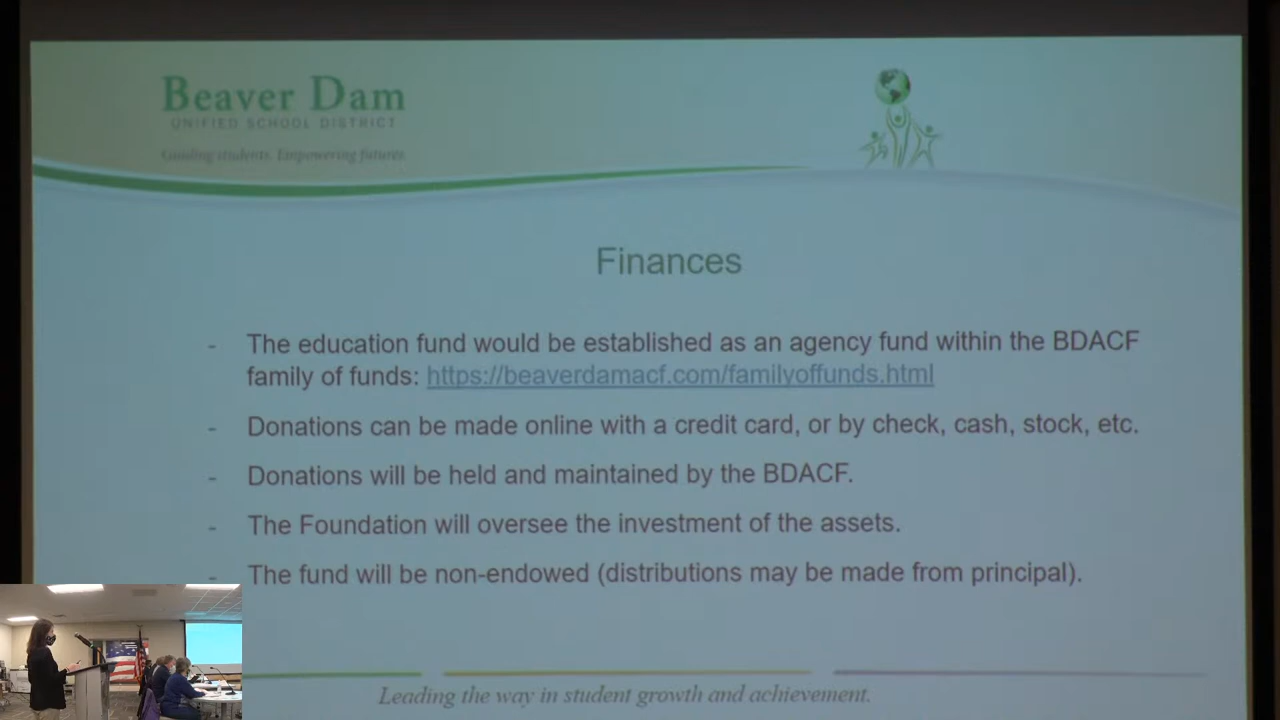 Beaver Dam
UNIFIED SCHOOL DISTRICT
Guiding students. Empowering futures.
Finances
- The education fund would be established as an agency fund within the BDACF
family of funds: https://beaverdamacf.com/familyoffunds.html
- Donations can be made online with a credit card, or by check, cash, stock, etc.
- Donations will be held and maintained by the BDACF.
- The Foundation will oversee the investment of the assets.
- The fund will be non-endowed (distributions may be made from principal).
Leading the way in student growth and achievement.